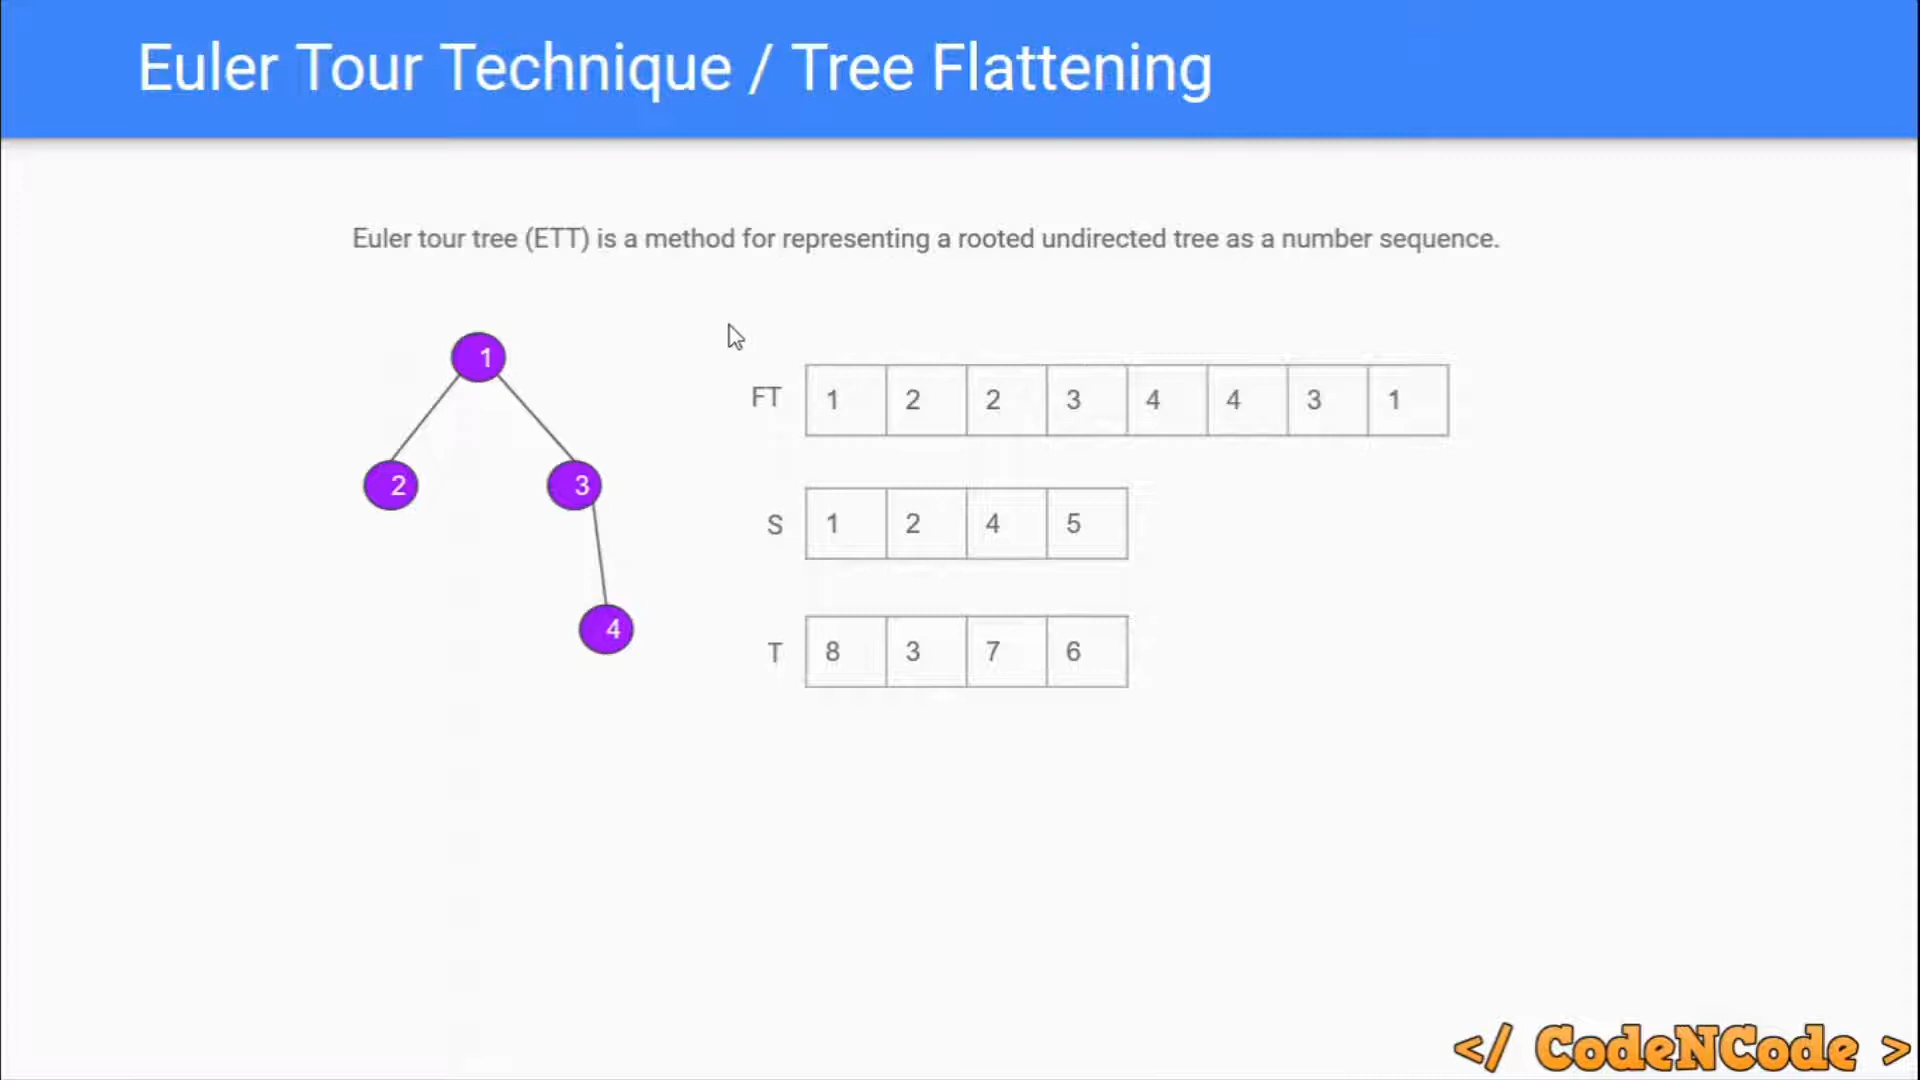 Euler Tour Technique / Tree Flattening
Euler tour tree (ETT) is a method for representing a rooted undirected tree as a number sequence.
1
2
3
4
FT 1 2 2 3 4 4 3 1
S 1 2 4 5
T 8 3 7 6
</ CodeNCode >